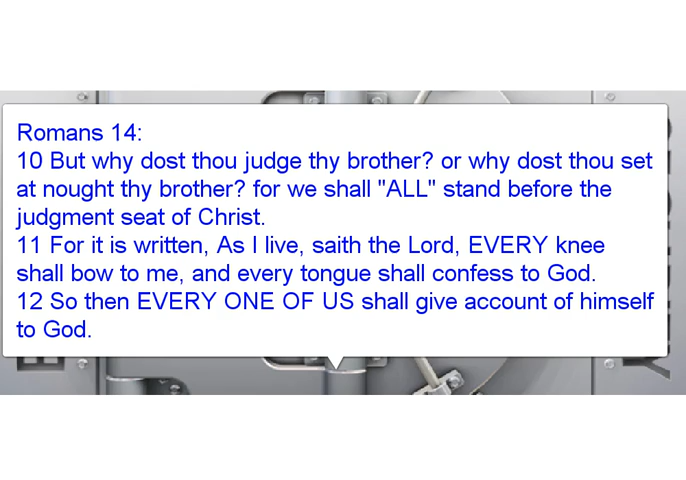 Romans 14:
10 But why dost thou judge thy brother? or why dost thou set
at nought thy brother? for we shall "ALL" stand before the
judgment seat of Christ.
11 For it is written, As I live, saith the Lord, EVERY knee
shall bow to me, and every tongue shall confess to God.
12 So then EVERY ONE OF US shall give account of himself
to God.